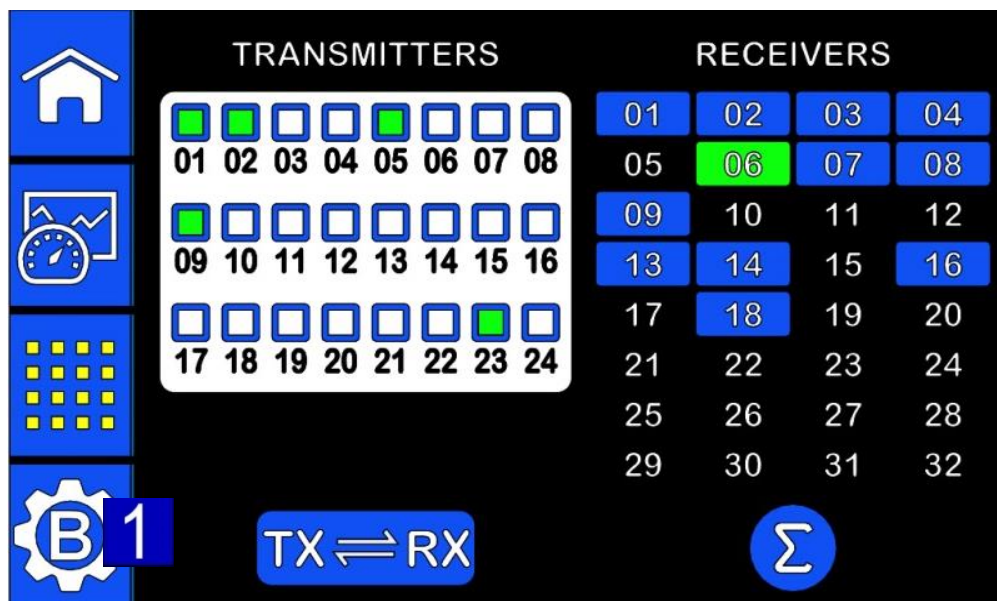 TRANSMITTERS
01 02 03 04 05 06 07 08
09 10 11 12 13 14 15 16
17 18 19 20 21 22 23 24
RECEIVERS
01 02 03 04
05 06 07 08
09 10 11 12
13 14 15 16
17 18 19 20
21 22 23 24
25 26 27 28
29 30 31 32
B 1
TX ⇌ RX
Σ